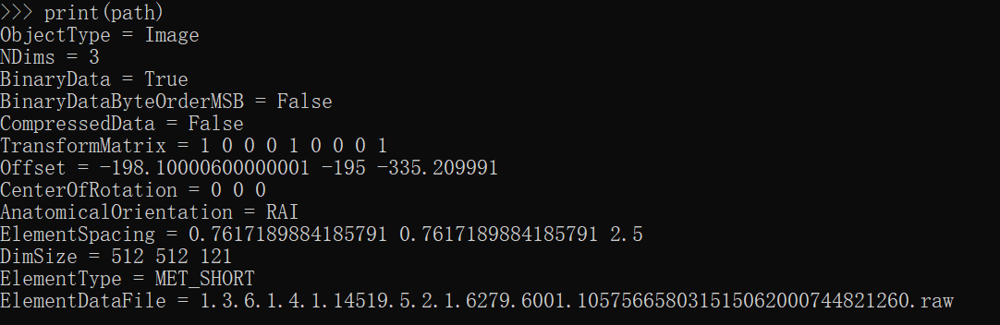 >>> print(path)
ObjectType = Image
NDims = 3
BinaryData = True
BinaryDataByteOrderMSB = False
CompressedData = False
TransformMatrix = 1 0 0 0 1 0 0 0 1
Offset = -198.10000600000001 -195 -335.209991
CenterOfRotation = 0 0 0
AnatomicalOrientation = RAI
ElementSpacing = 0.7617189884185791 0.7617189884185791 2.5
DimSize = 512 512 121
ElementType = MET_SHORT
ElementDataFile = 1.3.6.1.4.1.14519.5.2.1.6279.6001.105756658031515062000744821260.raw